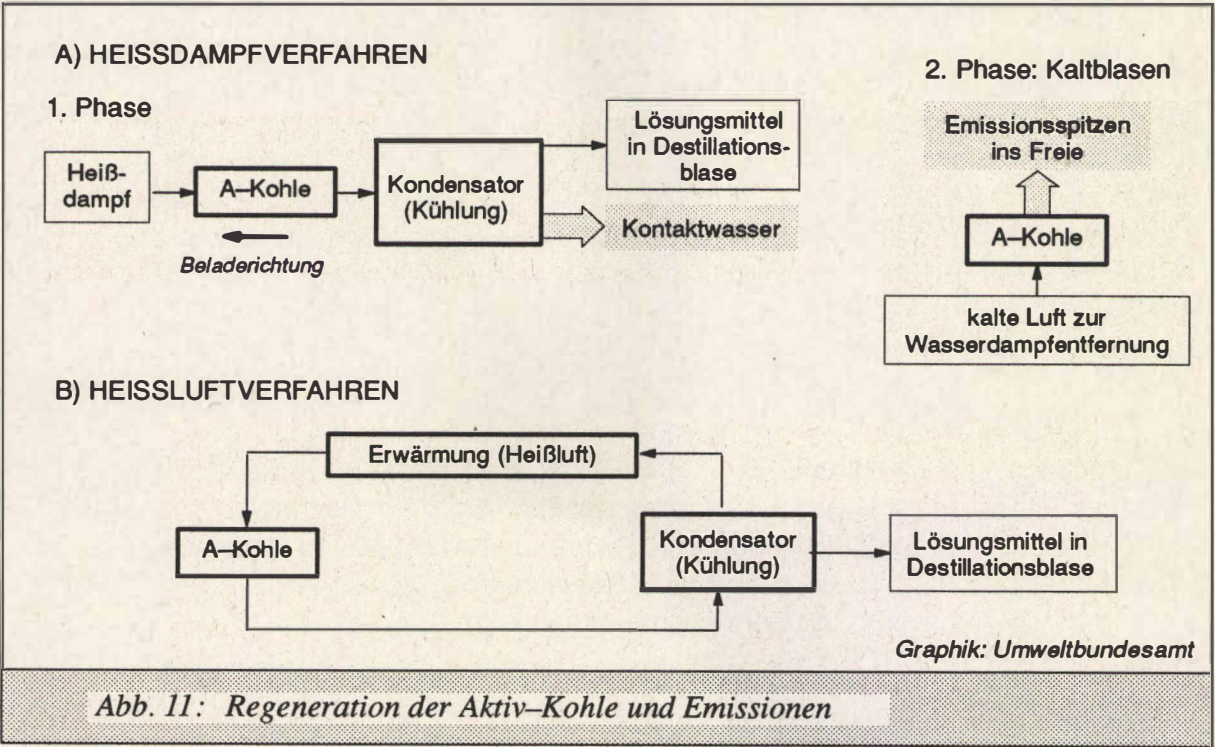 A) HEISSDAMPFVERFAHREN
1. Phase
Heiß-
dampf
A–Kohle
Beladerichtung
Kondensator
(Kühlung)
Lösungsmittel
in Destillations-
blase
Kontaktwasser
2. Phase: Kaltblasen
Emissionsspitzen
ins Freie
A–Kohle
kalte Luft zur
Wasserdampfentfernung
B) HEISSLUFTVERFAHREN
Erwärmung (Heißluft)
A–Kohle
Kondensator
(Kühlung)
Lösungsmittel in
Destillationsblase
Graphik: Umweltbundesamt
Abb. 11: Regeneration der Aktiv–Kohle und Emissionen